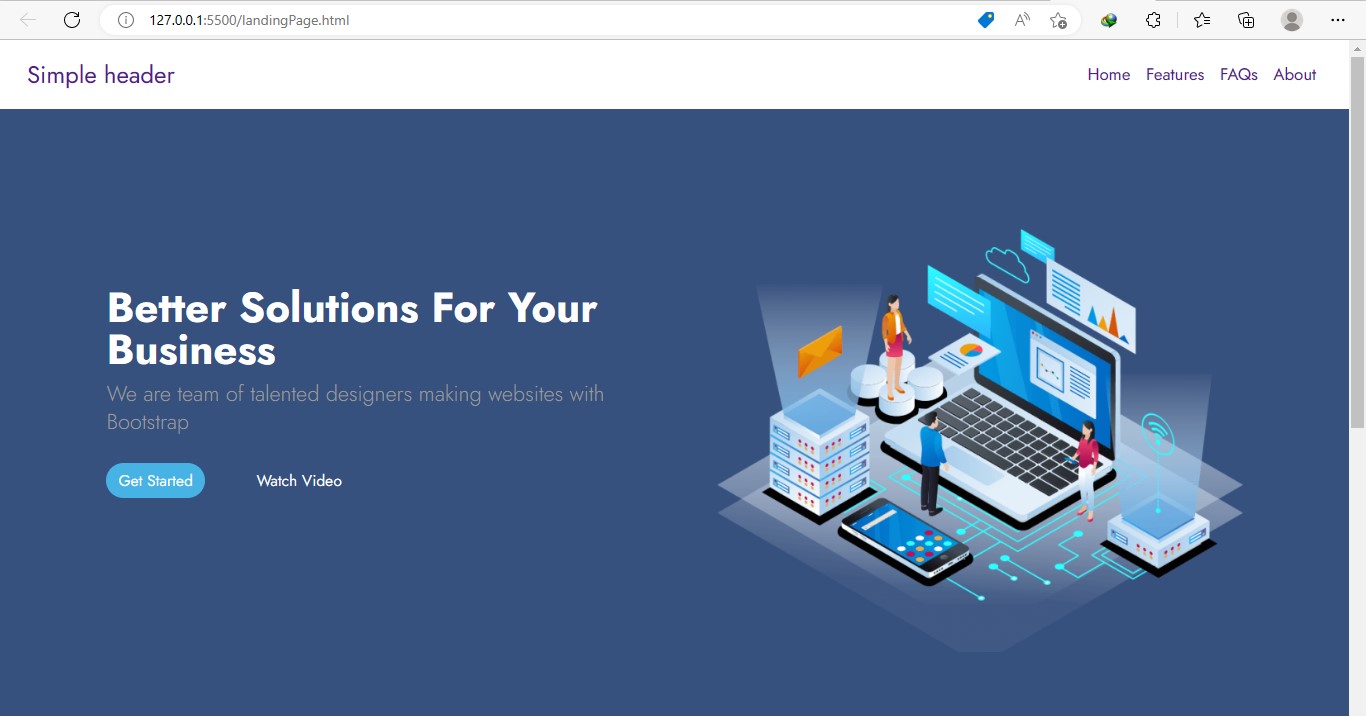 127.0.0.1:5500/landingPage.html
Simple header
Home Features FAQs About
Better Solutions For Your
Business
We are team of talented designers making websites with
Bootstrap
Get Started Watch Video